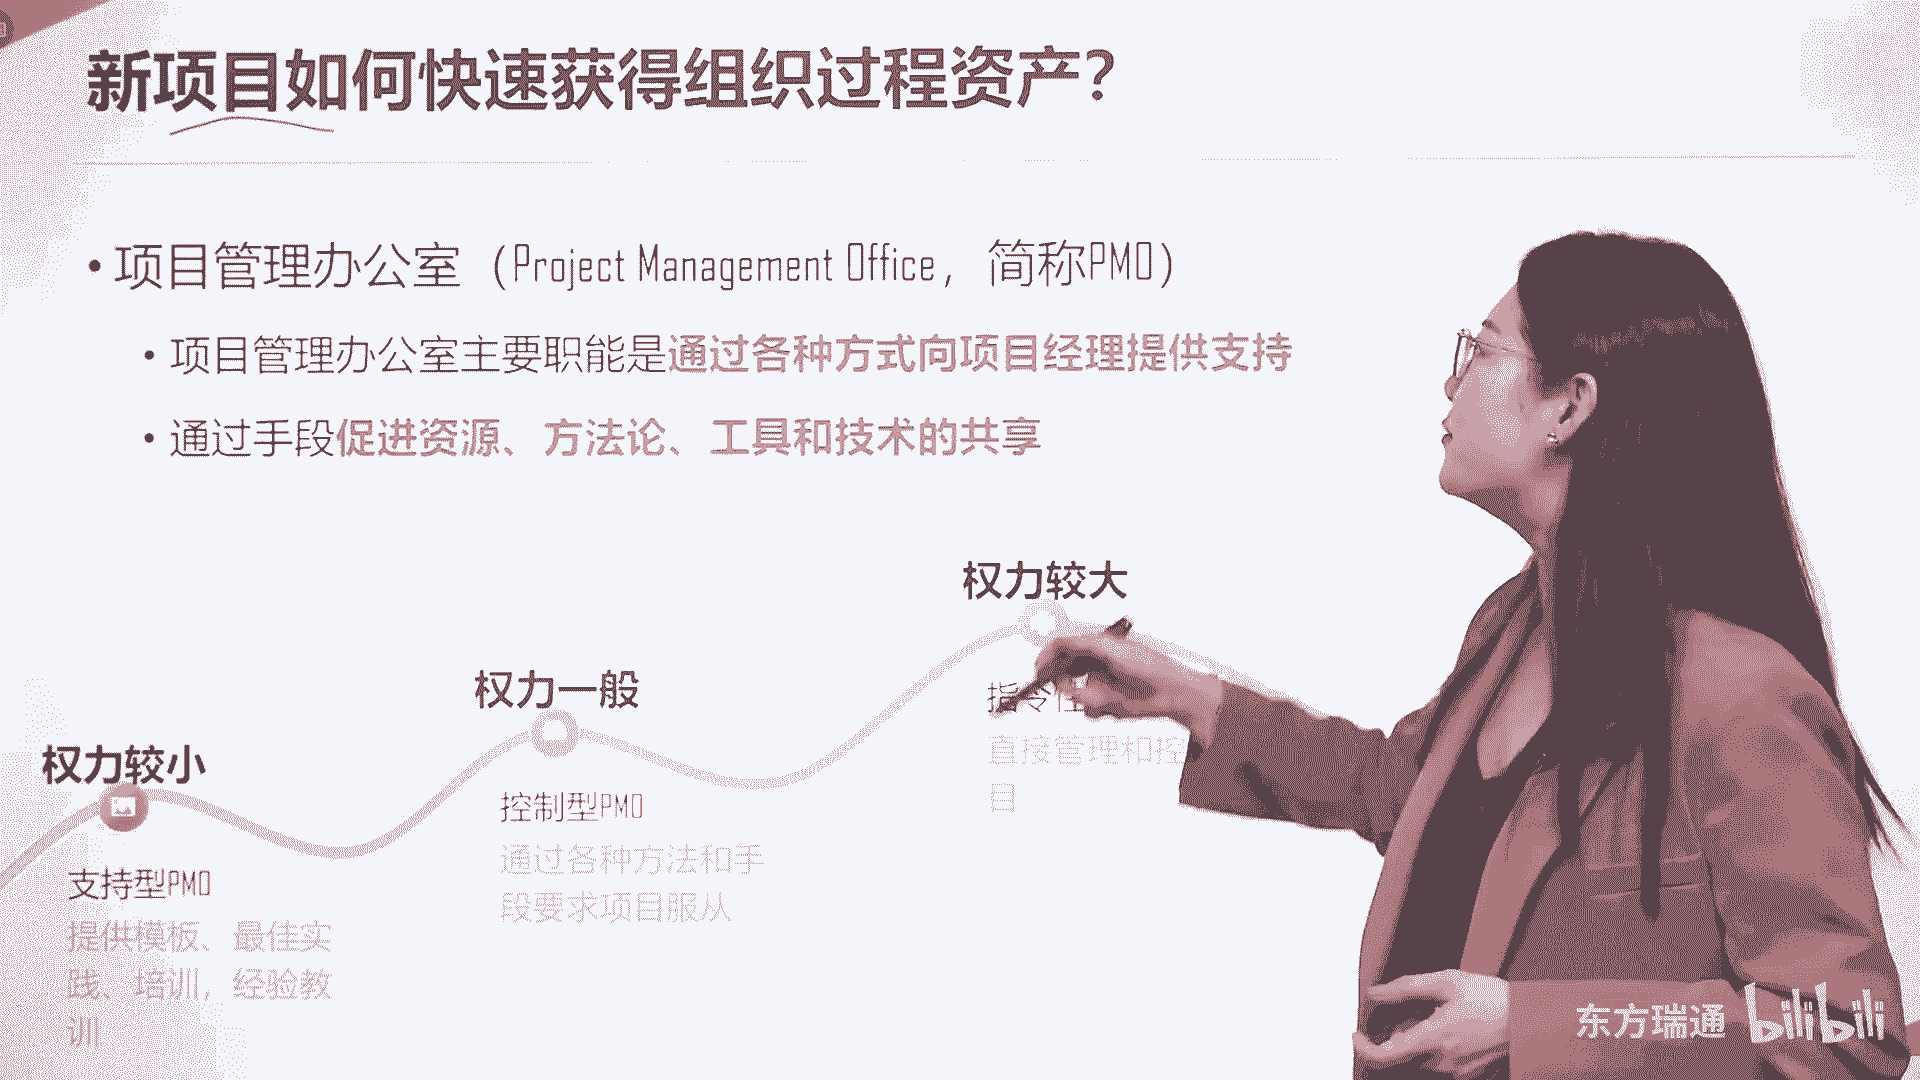 新项目如何快速获得组织过程资产？
•项目管理办公室（Project Management Office，简称PMO）
•项目管理办公室主要职能是通过各种方式向项目经理提供支持
•通过手段促进资源、方法论、工具和技术的共享
权力较大
指令
直接管理和控
目
权力一般
控制型PMO
通过各种方法和手
段要求项目服从
权力较小
支持型PMO
提供模板、最佳实
践、培训，经验教
训
东方瑞通 bilibili